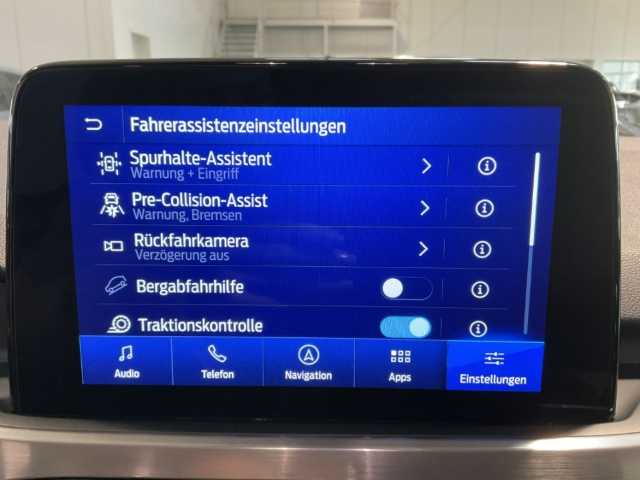 Fahrerassistenzeinstellungen
Spurhalte-Assistent
Warnung + Eingriff
Pre-Collision-Assist
Warnung, Bremsen
Rückfahrkamera
Verzögerung aus
Bergabfahrhilfe
Traktionskontrolle
Audio
Telefon
Navigation
Apps
Einstellungen